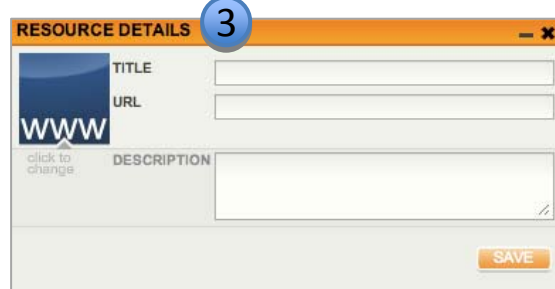 RESOURCE DETAILS 3
TITLE
URL
WWW
click to
change
DESCRIPTION
SAVE